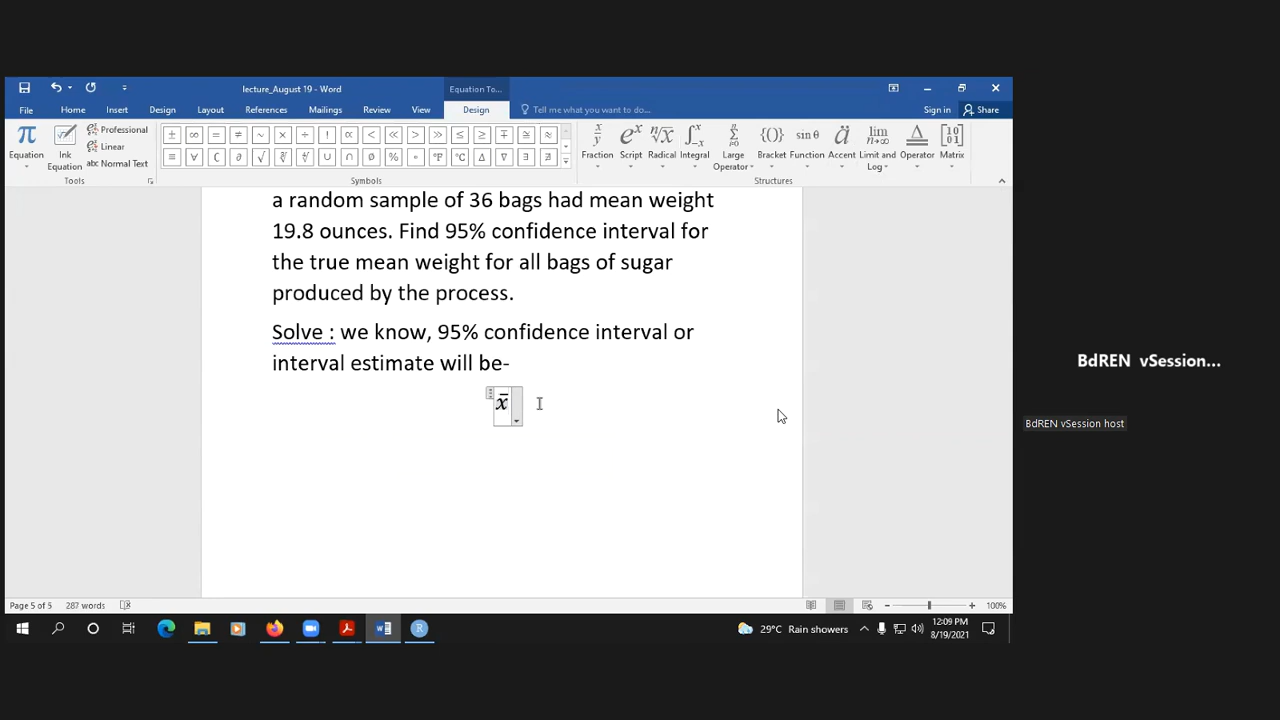 lecture_August 19 - Word
Equation To...
File
Home
Insert
Design
Layout
References
Mailings
Review
View
Design
Tell me what you want to do...
Sign in
Share
Equation
Ink Equation
Professional
Linear
abc Normal Text
Tools
Symbols
Fraction
Script
Radical
Integral
Large Operator
Bracket
Function
Accent
Limit and Log
Operator
Matrix
Structures
a random sample of 36 bags had mean weight
19.8 ounces. Find 95% confidence interval for
the true mean weight for all bags of sugar
produced by the process.
Solve : we know, 95% confidence interval or
interval estimate will be-
x̄
BdREN vSession...
BdREN vSession host
Page 5 of 5
287 words
100%
29°C Rain showers
12:09 PM
8/19/2021